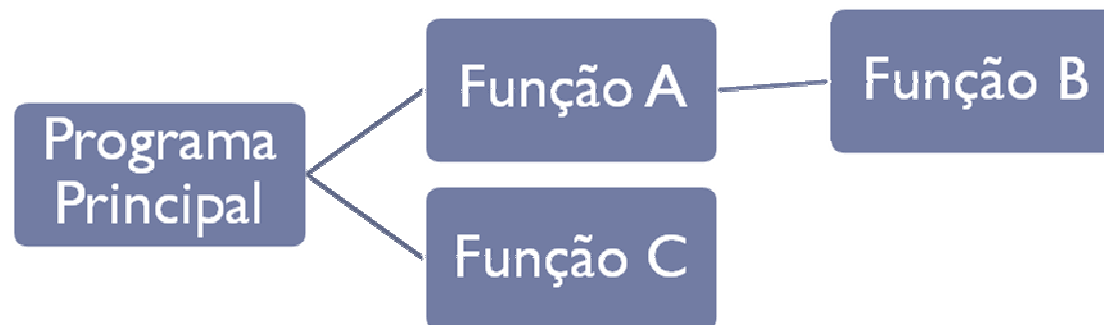 Programa
Principal
Função A
Função B
Função C